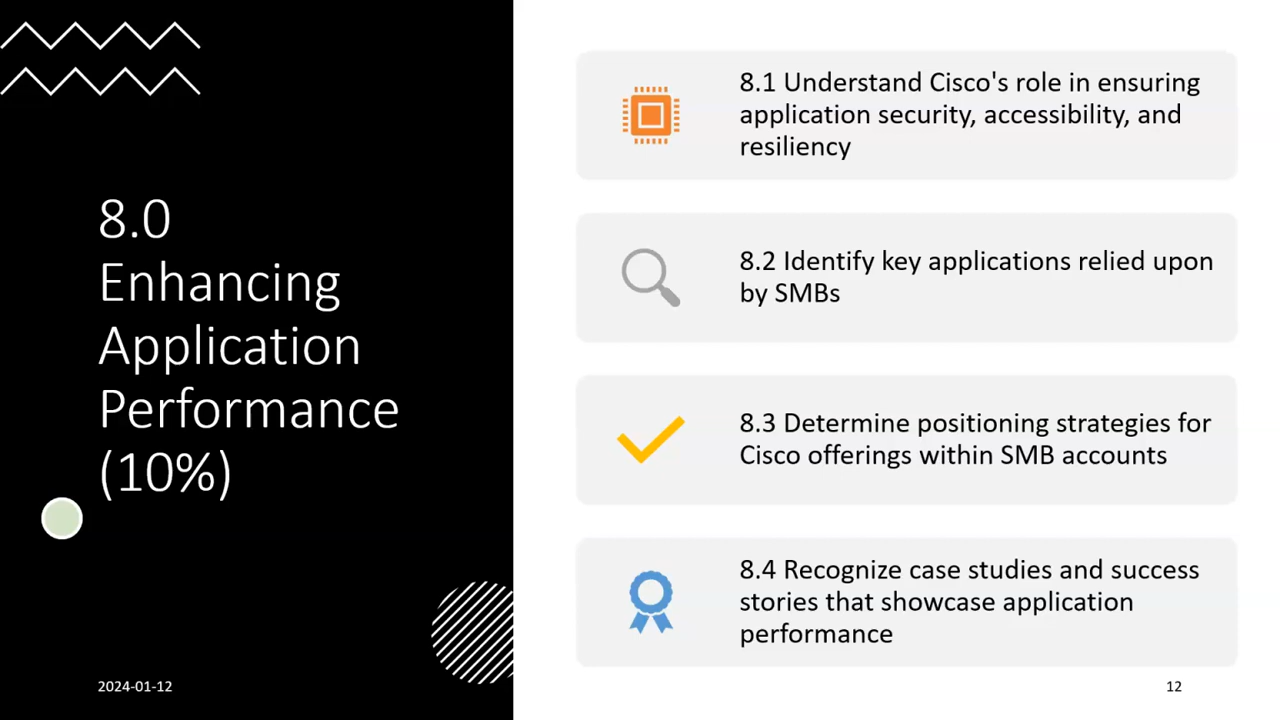 8.0
Enhancing
Application
Performance
(10%)
8.1 Understand Cisco's role in ensuring
application security, accessibility, and
resiliency
8.2 Identify key applications relied upon
by SMBs
8.3 Determine positioning strategies for
Cisco offerings within SMB accounts
8.4 Recognize case studies and success
stories that showcase application
performance
2024-01-12
12